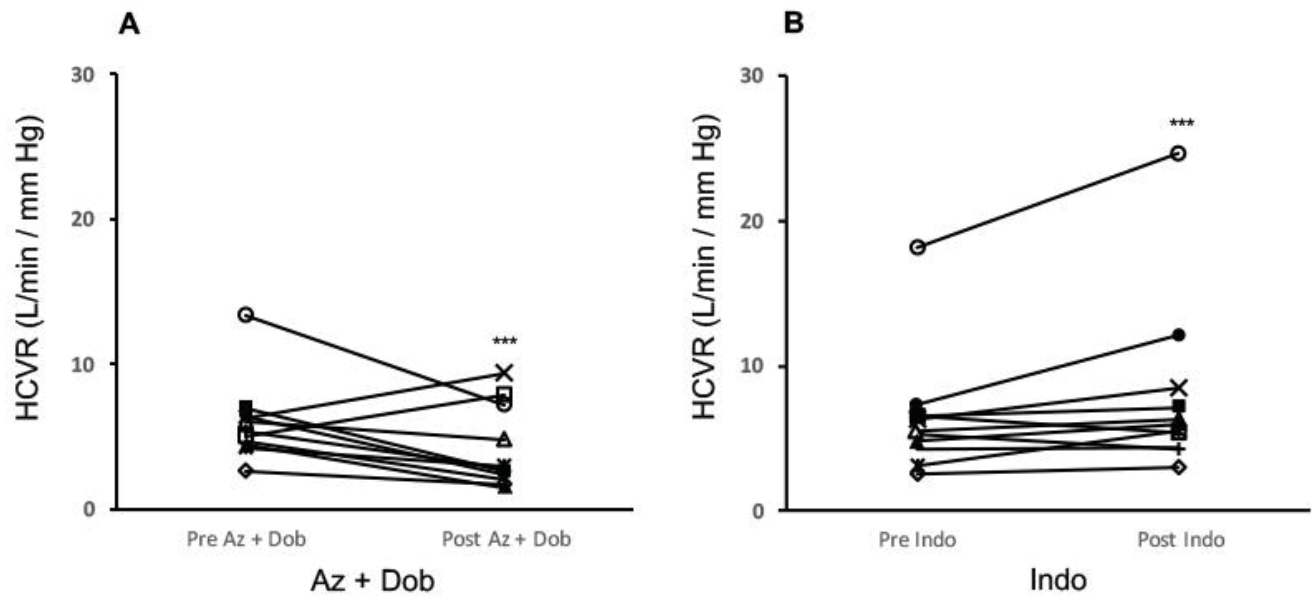 A
HCVR (L/min / mm Hg)
30
20
10
0
***
Pre Az + Dob
Post Az + Dob
Az + Dob
B
HCVR (L/min / mm Hg)
30
20
10
0
***
Pre Indo
Post Indo
Indo